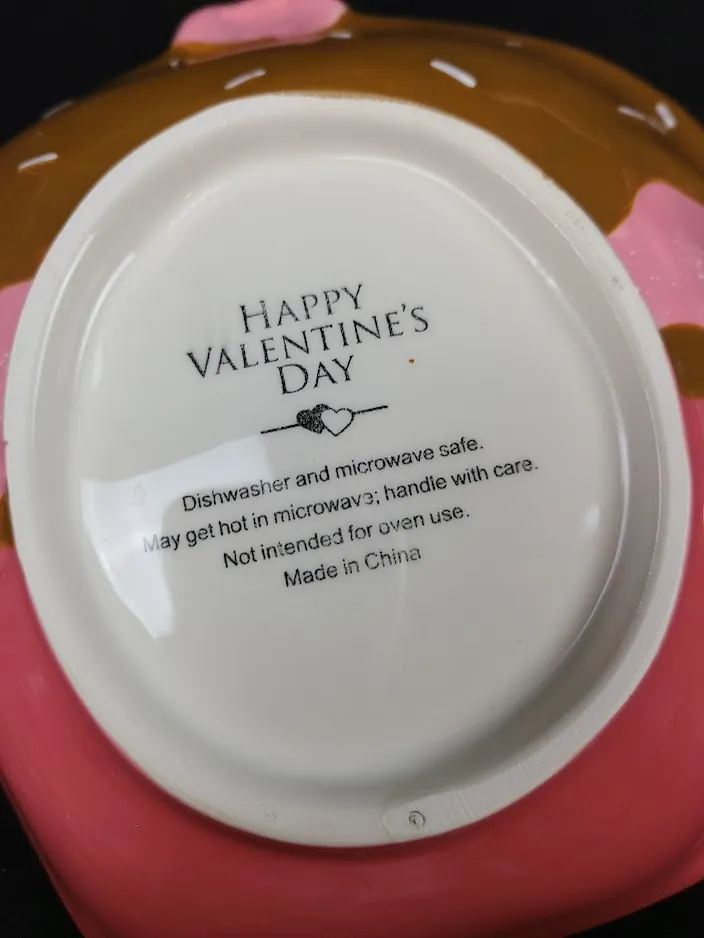 HAPPY
VALENTINE'S
DAY
Dishwasher and microwave safe.
May get hot in microwave; handle with care.
Not intended for oven use.
Made in China